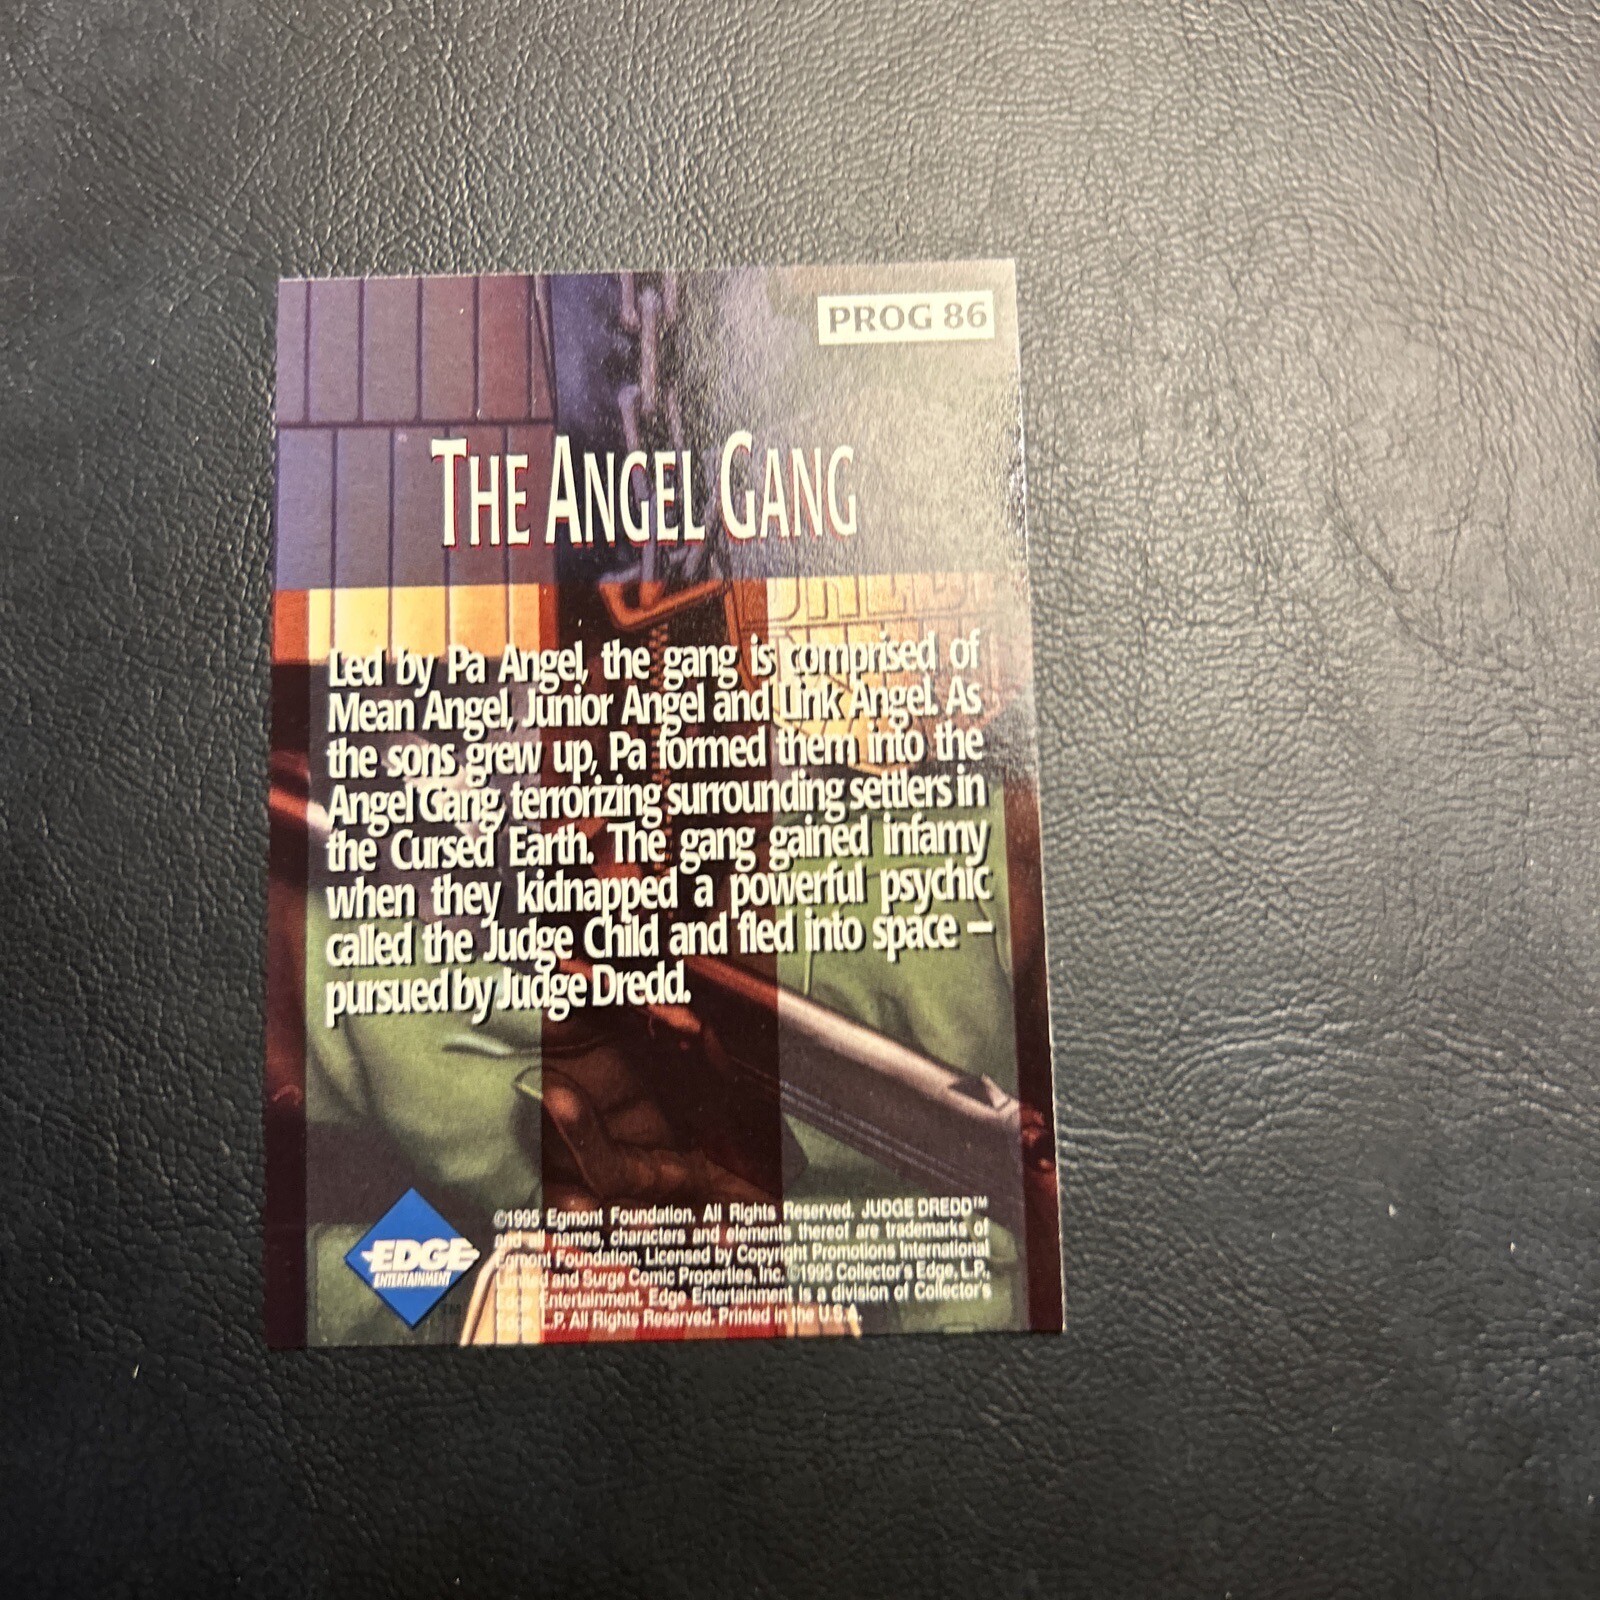 PROG 86
THE ANGEL GANG
Led by Pa Angel, the gang is comprised of
Mean Angel, Junior Angel and Link Angel. As
the sons grew up, Pa formed them into the
Angel Gang, terrorizing surrounding settlers in
the Cursed Earth. The gang gained infamy
when they kidnapped a powerful psychic
called the Judge Child and fled into space –
pursued by Judge Dredd.
©1995 Egmont Foundation. All Rights Reserved. JUDGE DREDD™
and all names, characters and elements thereof are trademarks of
Egmont Foundation. Licensed by Copyright Promotions International
Limited and Surge Comic Properties, Inc. ©1995 Collector's Edge, L.P.,
Edge Entertainment. Edge Entertainment is a division of Collector's
Edge, L.P. All Rights Reserved. Printed in the U.S.A.
EDGE
ENTERTAINMENT
TM